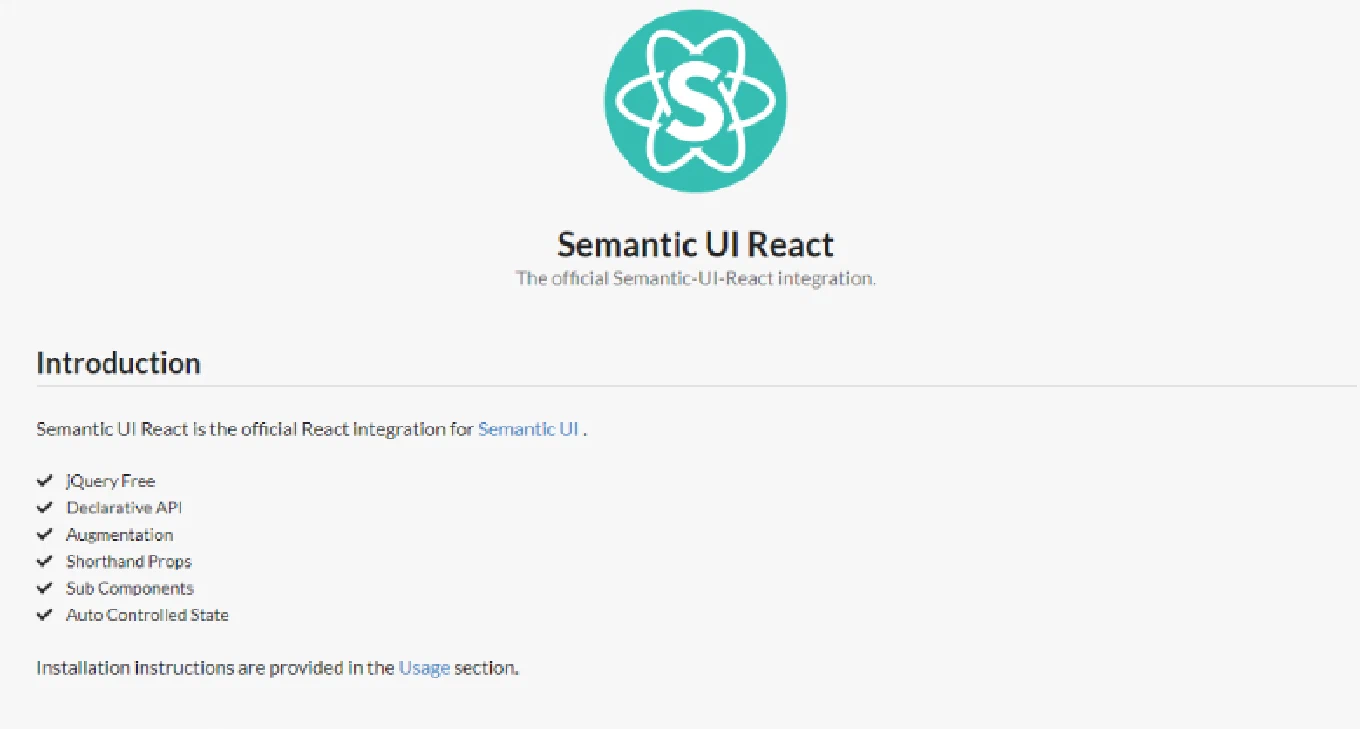 S
Semantic UI React
The official Semantic-UI-React integration.
Introduction
Semantic UI React is the official React integration for Semantic UI .
jQuery Free
Declarative API
Augmentation
Shorthand Props
Sub Components
Auto Controlled State
Installation instructions are provided in the Usage section.